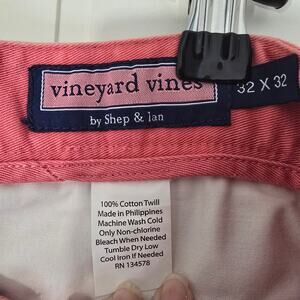 vineyard vines
32 X 32
by Shep & Ian
100% Cotton Twill
Made in Philippines
Machine Wash Cold
Only Non-chlorine
Bleach When Needed
Tumble Dry Low
Cool Iron If Needed
RN 134578